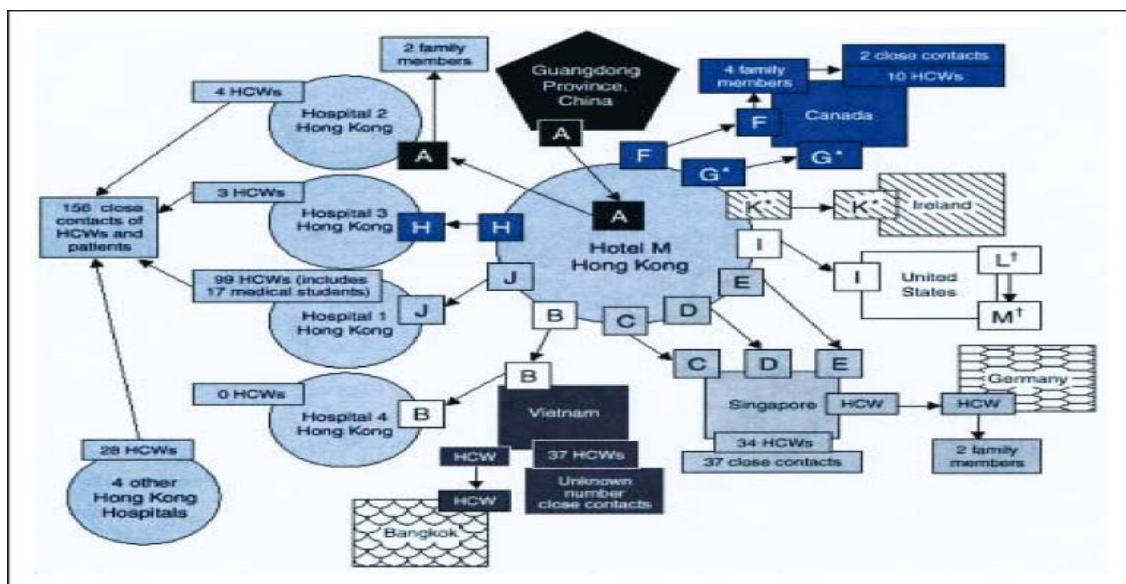 2 family
members
Guangdong
Province,
China
A
4 family
members
2 close contacts
10 HCWs
F
Canada
F
G*
G*
4 HCWs
Hospital 2
Hong Kong
A
3 HCWs
Hospital 3
Hong Kong
H
H
A
Hotel M
Hong Kong
K*
K*
Ireland
156 close
contacts of
HCWs and
patients
99 HCWs (includes
17 medical students)
Hospital 1
Hong Kong
J
J
I
I
United
States
L†
M†
E
D
C
B
B
Vietnam
C
D
E
Singapore
HCW
HCW
Germany
0 HCWs
Hospital 4
Hong Kong
B
34 HCWs
37 close contacts
2 family
members
28 HCWs
4 other
Hong Kong
Hospitals
HCW
HCW
Bangkok
37 HCWs
Unknown
number
close contacts